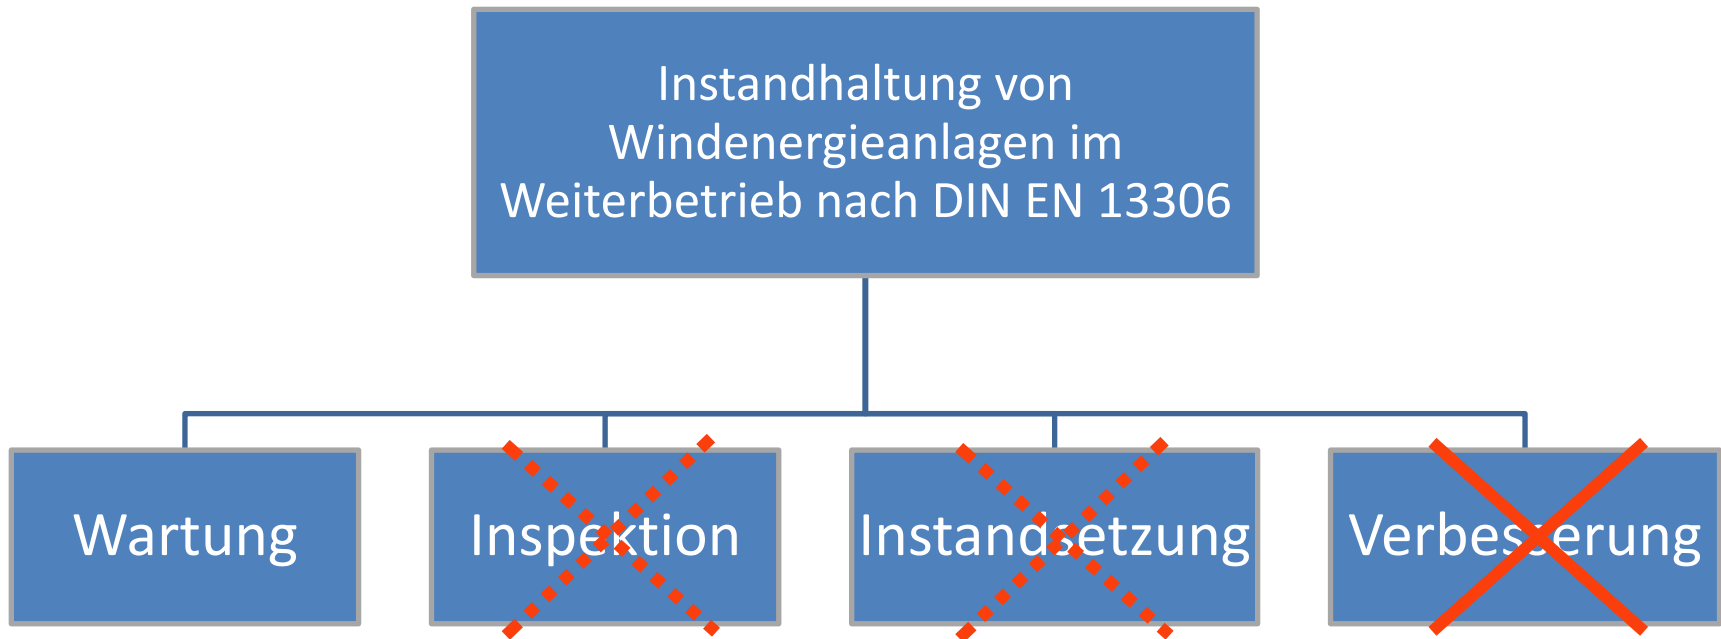 Instandhaltung von
Windenergieanlagen im
Weiterbetrieb nach DIN EN 13306
Wartung
Inspektion
Instandsetzung
Verbesserung